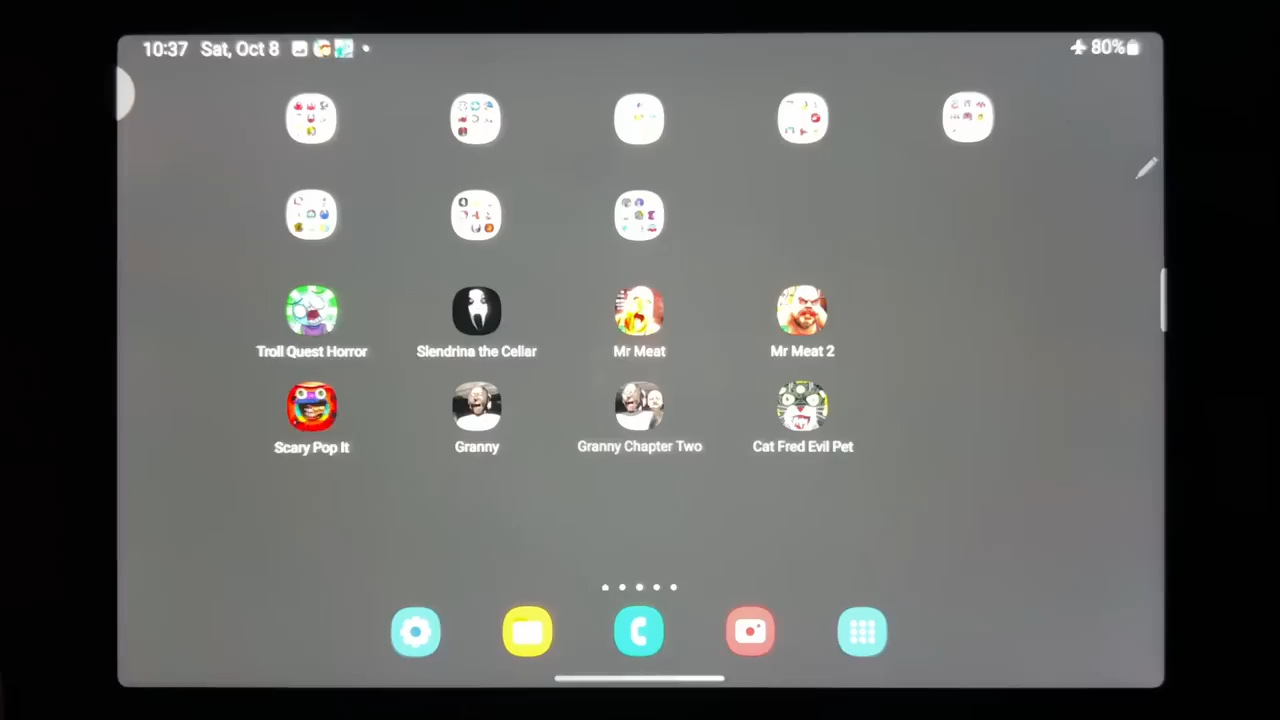 10:37 Sat, Oct 8 80%
Troll Quest Horror Slendrina the Cellar Mr Meat Mr Meat 2
Scary Pop It Granny Granny Chapter Two Cat Fred Evil Pet